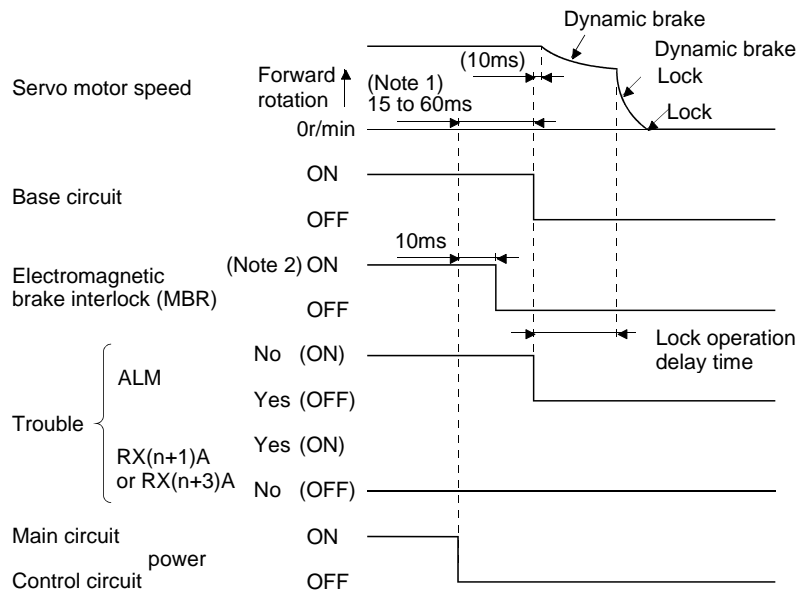 Dynamic brake
Dynamic brake
Lock
Lock
(10ms)
Servo motor speed
Forward
rotation
(Note 1)
15 to 60ms
0r/min
Base circuit
ON
OFF
10ms
Electromagnetic
brake interlock (MBR)
(Note 2) ON
OFF
Lock operation
delay time
Trouble
ALM
No (ON)
Yes (OFF)
RX(n+1)A
or RX(n+3)A
Yes (ON)
No (OFF)
Main circuit
power
Control circuit
ON
OFF